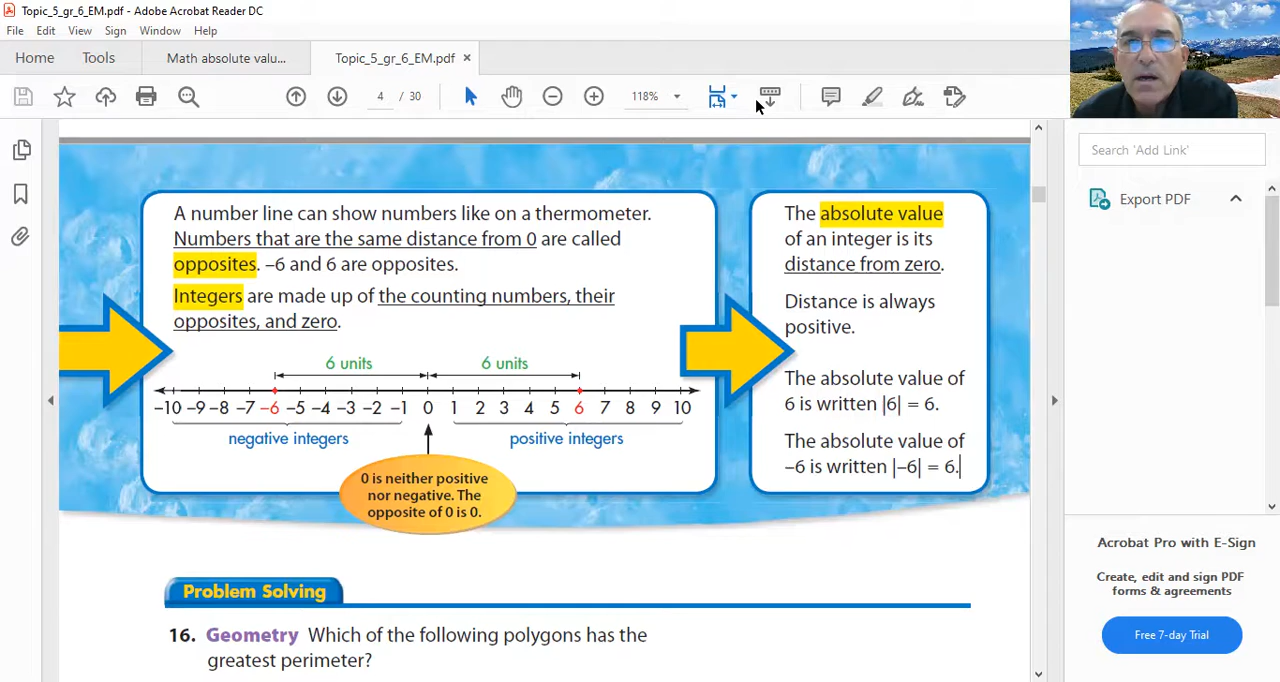 Topic_5_gr_6_EM.pdf - Adobe Acrobat Reader DC
File Edit View Sign Window Help
Home Tools Math absolute valu... Topic_5_gr_6_EM.pdf ×
4 / 30 118%
A number line can show numbers like on a thermometer.
Numbers that are the same distance from 0 are called
opposites. –6 and 6 are opposites.
Integers are made up of the counting numbers, their
opposites, and zero.
6 units 6 units
–10 –9 –8 –7 –6 –5 –4 –3 –2 –1 0 1 2 3 4 5 6 7 8 9 10
negative integers positive integers
0 is neither positive
nor negative. The
opposite of 0 is 0.
The absolute value
of an integer is its
distance from zero.
Distance is always
positive.
The absolute value of
6 is written |6| = 6.
The absolute value of
–6 is written |–6| = 6.
Problem Solving
16. Geometry Which of the following polygons has the
greatest perimeter?
Search 'Add Link'
Export PDF
Acrobat Pro with E-Sign
Create, edit and sign PDF
forms & agreements
Free 7-day Trial